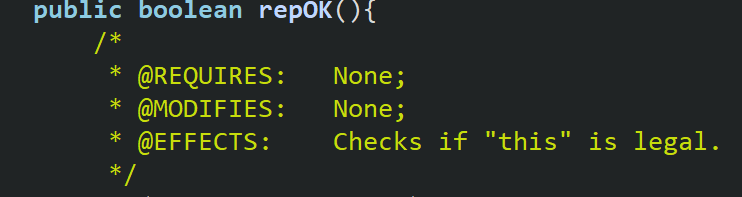 public boolean repOK(){
/*
* @REQUIRES: None;
* @MODIFIES: None;
* @EFFECTS: Checks if "this" is legal.
*/